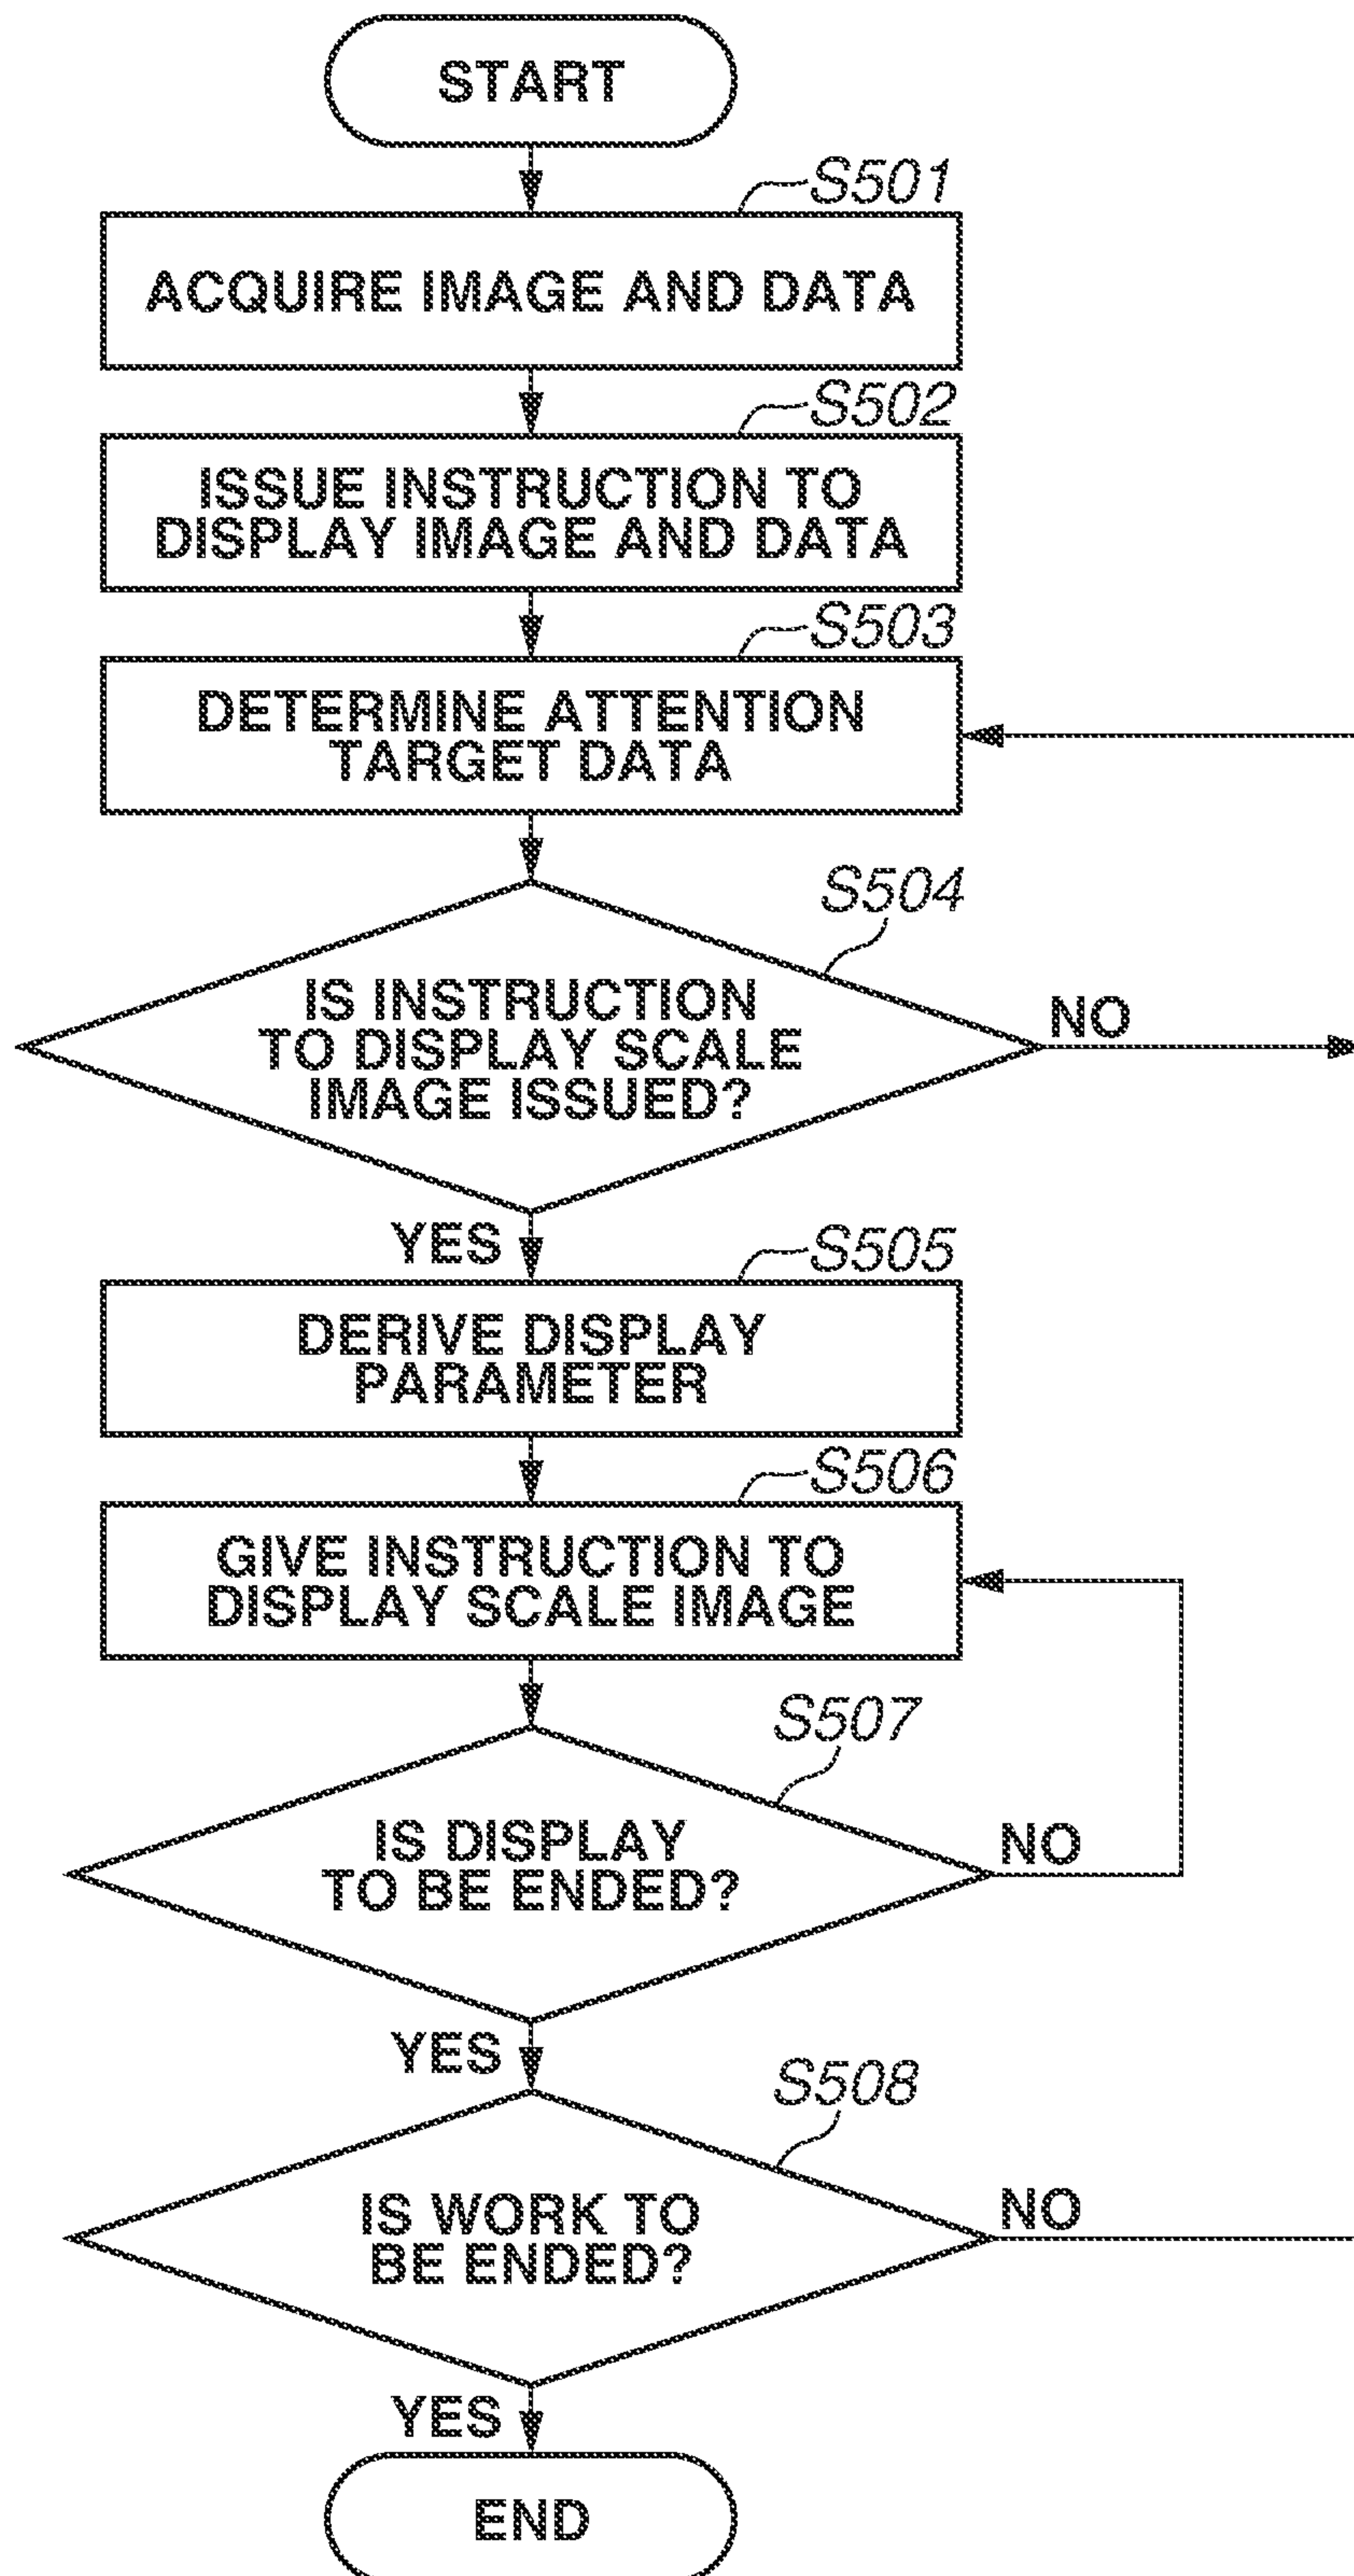 START
S501
ACQUIRE IMAGE AND DATA
S502
ISSUE INSTRUCTION TO
DISPLAY IMAGE AND DATA
S503
DETERMINE ATTENTION
TARGET DATA
S504
IS INSTRUCTION
TO DISPLAY SCALE
IMAGE ISSUED?
NO
YES
S505
DERIVE DISPLAY
PARAMETER
S506
GIVE INSTRUCTION TO
DISPLAY SCALE IMAGE
S507
IS DISPLAY
TO BE ENDED?
NO
YES
S508
IS WORK TO
BE ENDED?
NO
YES
END